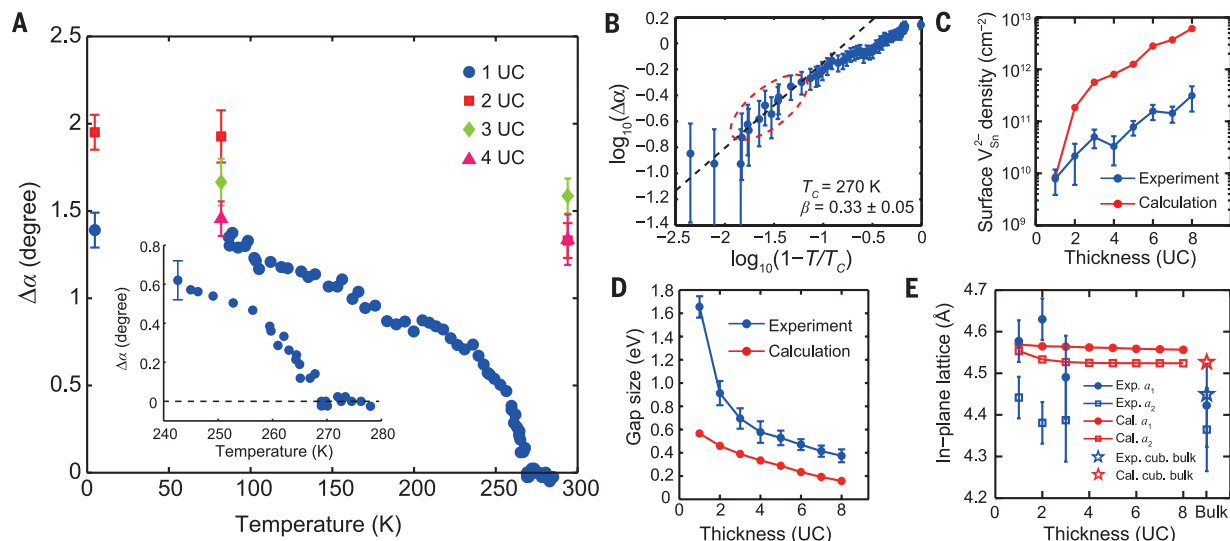 A
2.5
2
1.5
1
0.5
0
Δα (degree)
0
50
100
150
200
250
300
Temperature (K)
1 UC
2 UC
3 UC
4 UC
0.8
0.6
0.4
0.2
0
Δα (degree)
240
250
260
270
280
Temperature (K)
B
0.2
0
−0.2
−0.4
−0.6
−0.8
−1.0
−1.2
−1.4
log10(Δα)
T_C = 270 K
β = 0.33 ± 0.05
−2.5
−2.0
−1.5
−1.0
−0.5
0.0
log10(1−T/T_C)
C
10^13
10^12
10^11
10^10
10^9
Surface V_Sn^2− density (cm^−2)
Experiment
Calculation
0
2
4
6
8
Thickness (UC)
D
1.8
1.6
1.4
1.2
1.0
0.8
0.6
0.4
0.2
0
Gap size (eV)
Experiment
Calculation
0
2
4
6
8
Thickness (UC)
E
4.7
4.6
4.5
4.4
4.3
4.2
In−plane lattice (Å)
Exp. a1
Exp. a2
Cal. a1
Cal. a2
Exp. cub. bulk
Cal. cub. bulk
0
2
4
6
8
Bulk
Thickness (UC)